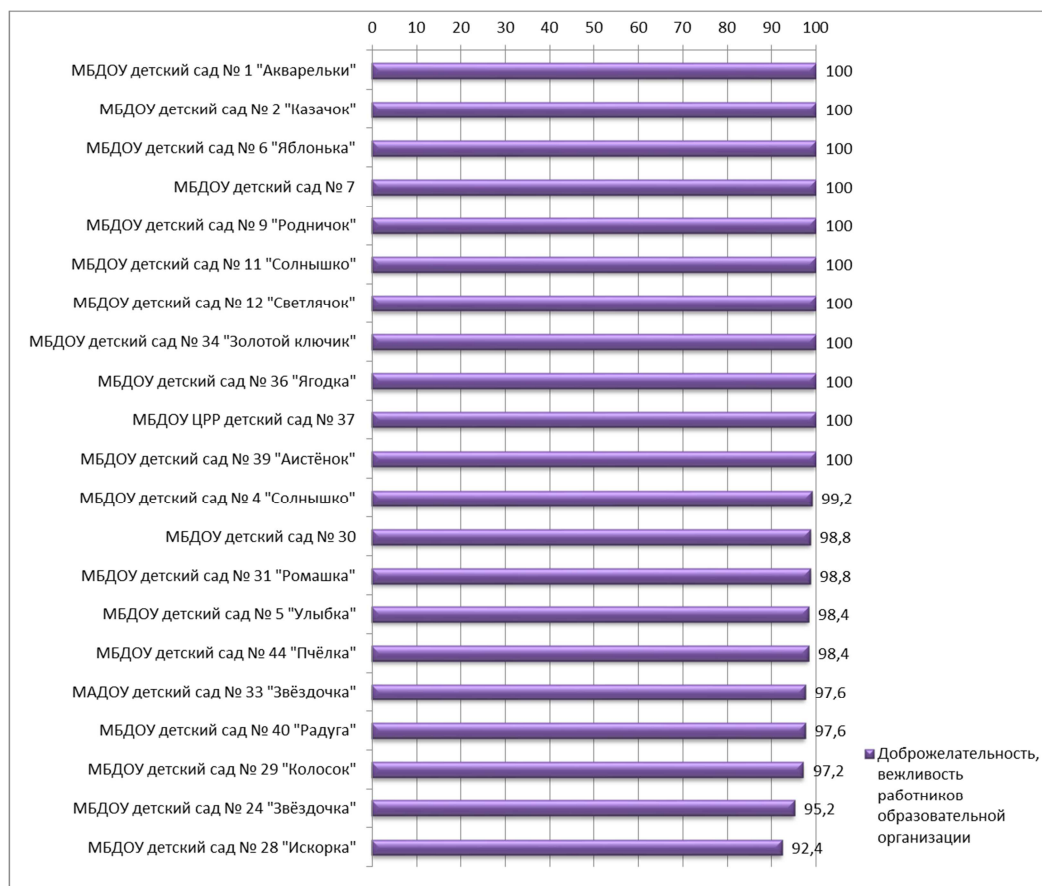 0 10 20 30 40 50 60 70 80 90 100
МБДОУ детский сад № 1 "Акварельки" 100
МБДОУ детский сад № 2 "Казачок" 100
МБДОУ детский сад № 6 "Яблонька" 100
МБДОУ детский сад № 7 100
МБДОУ детский сад № 9 "Родничок" 100
МБДОУ детский сад № 11 "Солнышко" 100
МБДОУ детский сад № 12 "Светлячок" 100
МБДОУ детский сад № 34 "Золотой ключик" 100
МБДОУ детский сад № 36 "Ягодка" 100
МБДОУ ЦРР детский сад № 37 100
МБДОУ детский сад № 39 "Аистёнок" 100
МБДОУ детский сад № 4 "Солнышко" 99,2
МБДОУ детский сад № 30 98,8
МБДОУ детский сад № 31 "Ромашка" 98,8
МБДОУ детский сад № 5 "Улыбка" 98,4
МБДОУ детский сад № 44 "Пчёлка" 98,4
МАДОУ детский сад № 33 "Звёздочка" 97,6
МБДОУ детский сад № 40 "Радуга" 97,6
МБДОУ детский сад № 29 "Колосок" 97,2
МБДОУ детский сад № 24 "Звёздочка" 95,2
МБДОУ детский сад № 28 "Искорка" 92,4
Доброжелательность,
вежливость
работников
образовательной
организации